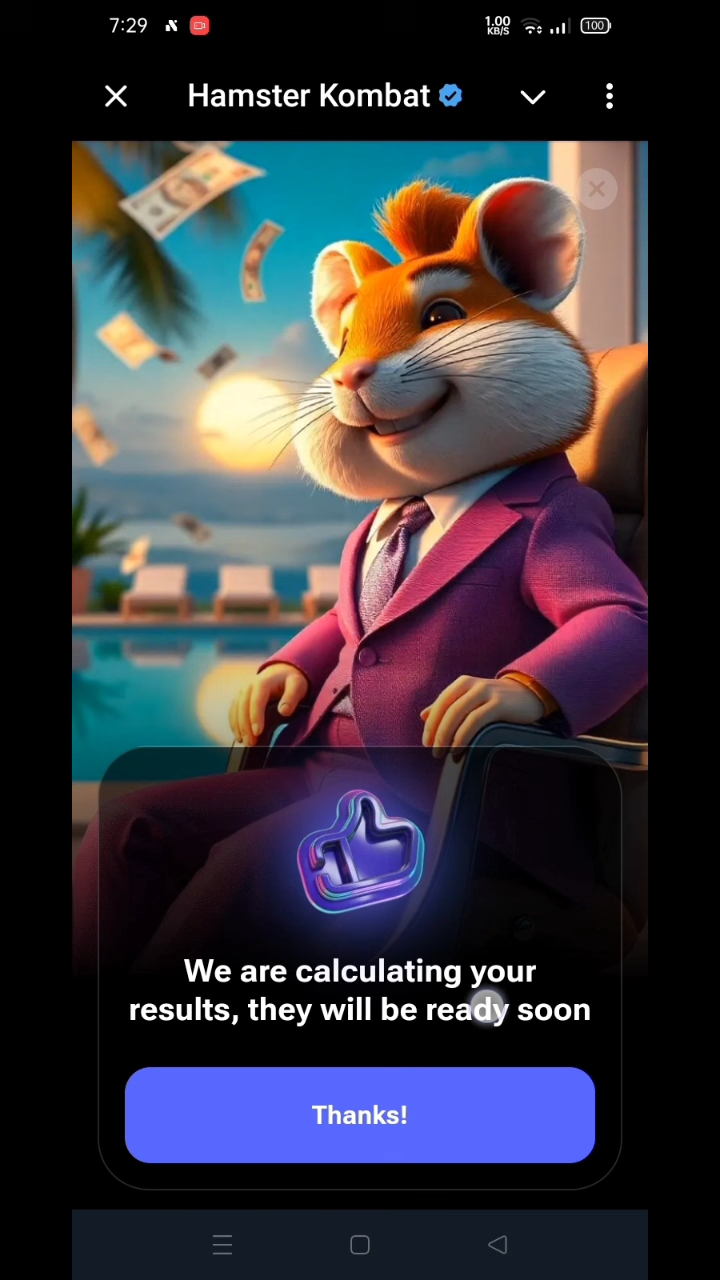 7:29
1.00
KB/S
100
Hamster Kombat
We are calculating your
results, they will be ready soon
Thanks!